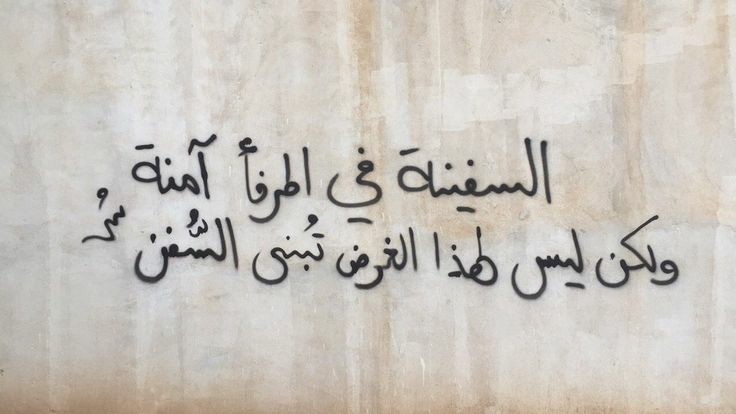 السفينة في المرفأ آمنة
ولكن ليس لهذا الغرض تُبنى السُّفن